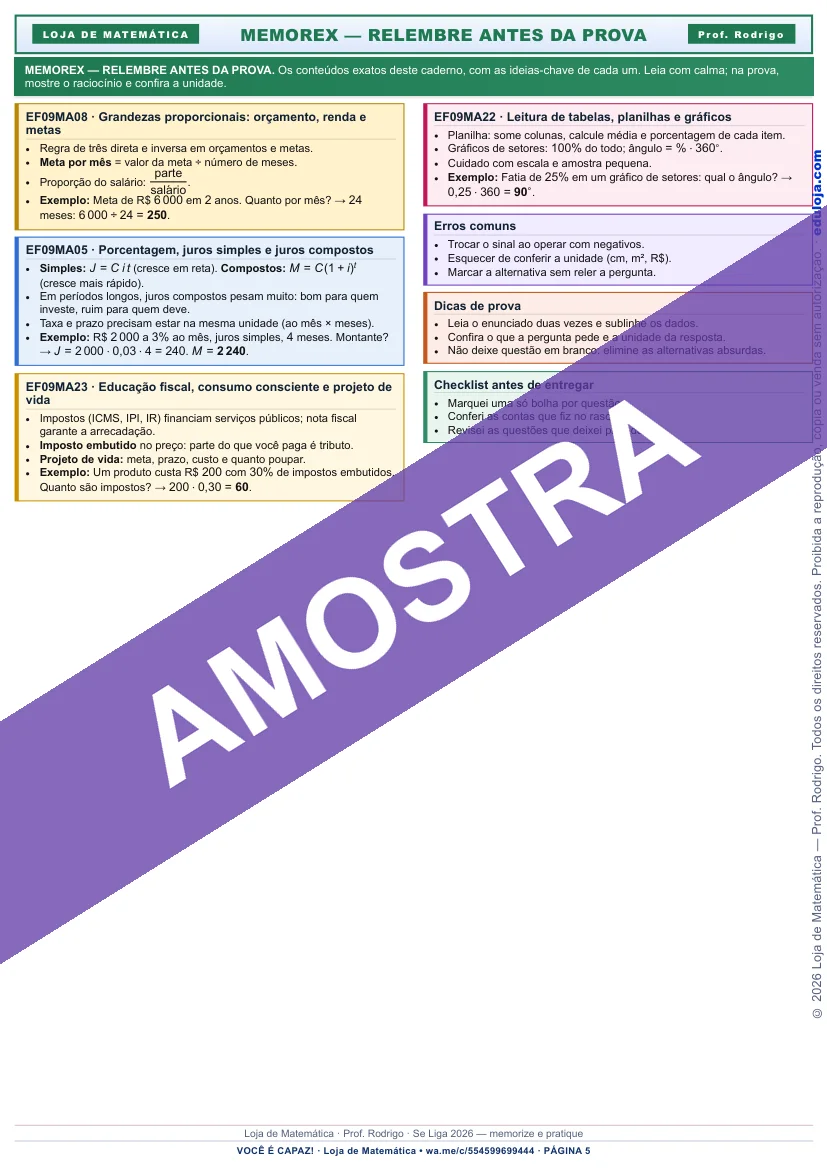 LOJA DE MATEMÁTICA
MEMOREX — RELEMBRE ANTES DA PROVA
Prof. Rodrigo
MEMOREX — RELEMBRE ANTES DA PROVA. Os conteúdos exatos deste caderno, com as ideias-chave de cada um. Leia com calma; na prova,
mostre o raciocínio e confira a unidade.
EF09MA08 · Grandezas proporcionais: orçamento, renda e
metas
• Regra de três direta e inversa em orçamentos e metas.
• Meta por mês = valor da meta ÷ número de meses.
• Proporção do salário: parte/salário.
• Exemplo: Meta de R$ 6 000 em 2 anos. Quanto por mês? → 24
meses: 6 000 ÷ 24 = 250.
EF09MA05 · Porcentagem, juros simples e juros compostos
• Simples: J = C i t (cresce em reta). Compostos: M = C(1 + i)^t
(cresce mais rápido).
• Em períodos longos, juros compostos pesam muito: bom para quem
investe, ruim para quem deve.
• Taxa e prazo precisam estar na mesma unidade (ao mês × meses).
• Exemplo: R$ 2 000 a 3% ao mês, juros simples, 4 meses. Montante?
→ J = 2 000 · 0,03 · 4 = 240. M = 2 240.
EF09MA23 · Educação fiscal, consumo consciente e projeto de
vida
• Impostos (ICMS, IPI, IR) financiam serviços públicos; nota fiscal
garante a arrecadação.
• Imposto embutido no preço: parte do que você paga é tributo.
• Projeto de vida: meta, prazo, custo e quanto poupar.
• Exemplo: Um produto custa R$ 200 com 30% de impostos embutidos.
Quanto são impostos? → 200 · 0,30 = 60.
EF09MA22 · Leitura de tabelas, planilhas e gráficos
• Planilha: some colunas, calcule média e porcentagem de cada item.
• Gráficos de setores: 100% do todo; ângulo = % · 360°.
• Cuidado com escala e amostra pequena.
• Exemplo: Fatia de 25% em um gráfico de setores: qual o ângulo? →
0,25 · 360 = 90°.
Erros comuns
• Trocar o sinal ao operar com negativos.
• Esquecer de conferir a unidade (cm, m², R$).
• Marcar a alternativa sem reler a pergunta.
Dicas de prova
• Leia o enunciado duas vezes e sublinhe os dados.
• Confira o que a pergunta pede e a unidade da resposta.
• Não deixe questão em branco: elimine as alternativas absurdas.
Checklist antes de entregar
• Marquei uma só bolha por questão.
• Conferi as contas que fiz no
• Revisei as questões que deixei
AMOSTRA
© 2026 Loja de Matemática — Prof. Rodrigo. Todos os direitos reservados. Proibida a reprodução, cópia ou venda sem autorização. · eduloja.com
Loja de Matemática · Prof. Rodrigo · Se Liga 2026 — memorize e pratique
VOCÊ É CAPAZ! · Loja de Matemática • wa.me/c/554599699444 · PÁGINA 5